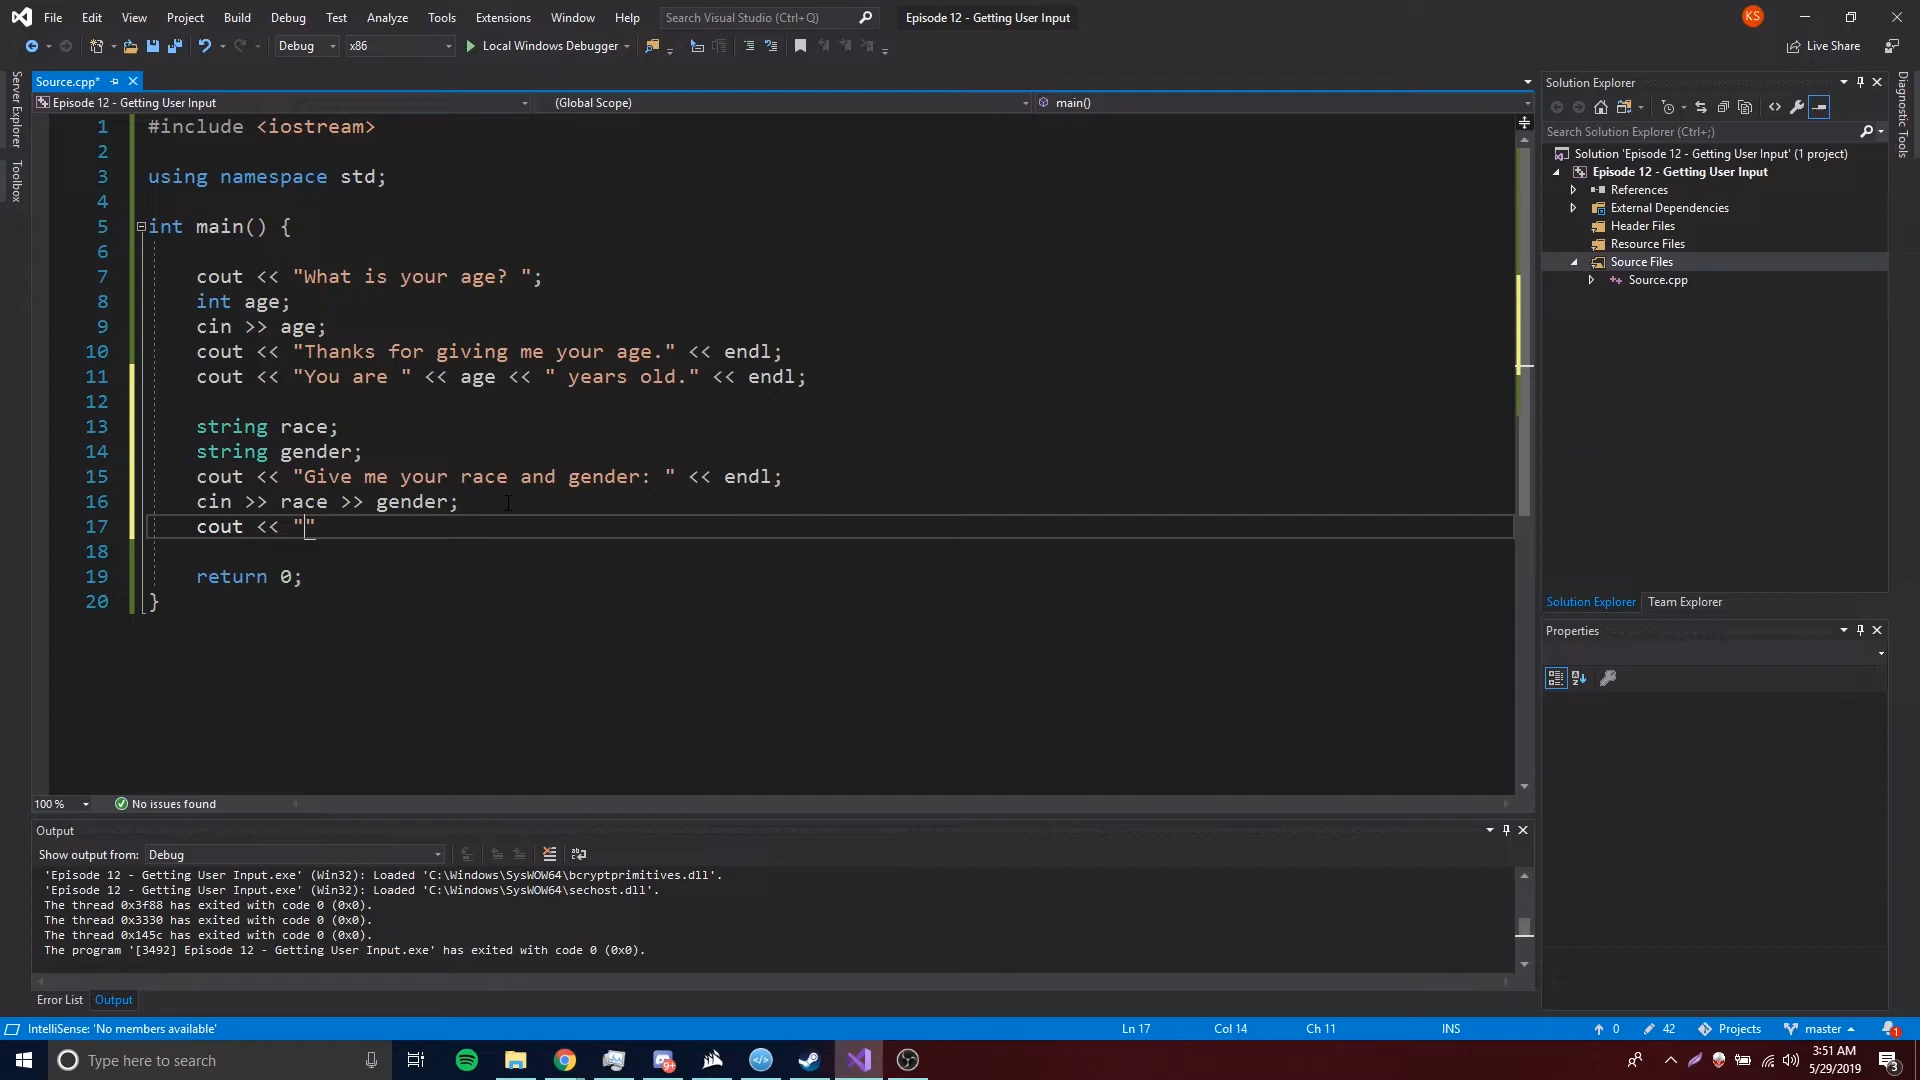 File Edit View Project Build Debug Test Analyze Tools Extensions Window Help Search Visual Studio (Ctrl+Q) Episode 12 - Getting User Input KS
Debug x86 Local Windows Debugger Live Share
Server Explorer
Toolbox
Source.cpp*
Episode 12 - Getting User Input (Global Scope) main()
1 #include <iostream>
2
3 using namespace std;
4
5 int main() {
6
7 cout << "What is your age? ";
8 int age;
9 cin >> age;
10 cout << "Thanks for giving me your age." << endl;
11 cout << "You are " << age << " years old." << endl;
12
13 string race;
14 string gender;
15 cout << "Give me your race and gender: " << endl;
16 cin >> race >> gender;
17 cout << ""
18
19 return 0;
20 }
100 % No issues found
Solution Explorer
Search Solution Explorer (Ctrl+;)
Solution 'Episode 12 - Getting User Input' (1 project)
Episode 12 - Getting User Input
References
External Dependencies
Header Files
Resource Files
Source Files
Source.cpp
Solution Explorer Team Explorer
Properties
Diagnostic Tools
Output
Show output from: Debug
'Episode 12 - Getting User Input.exe' (Win32): Loaded 'C:\Windows\SysWOW64\bcryptprimitives.dll'.
'Episode 12 - Getting User Input.exe' (Win32): Loaded 'C:\Windows\SysWOW64\sechost.dll'.
The thread 0x3f88 has exited with code 0 (0x0).
The thread 0x3330 has exited with code 0 (0x0).
The thread 0x145c has exited with code 0 (0x0).
The program '[3492] Episode 12 - Getting User Input.exe' has exited with code 0 (0x0).
Error List Output
IntelliSense: 'No members available' Ln 17 Col 14 Ch 11 INS 0 42 Projects master 1
Type here to search 9+ 3:51 AM
5/29/2019 3